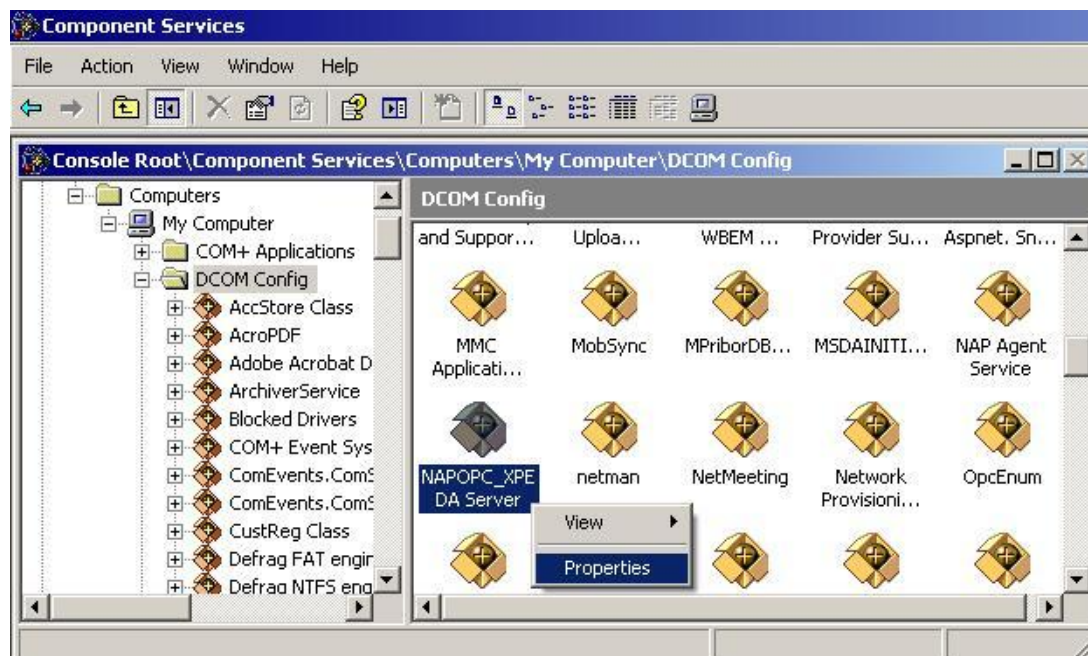 Component Services
File Action View Window Help
Console Root\Component Services\Computers\My Computer\DCOM Config
Computers
My Computer
COM+ Applications
DCOM Config
AccStore Class
AcroPDF
Adobe Acrobat D
ArchiverService
Blocked Drivers
COM+ Event Sys
ComEvents.ComS
ComEvents.ComS
CustReg Class
Defrag FAT engir
Defrag NTFS eng
DCOM Config
and Suppor... Uploa... WBEM ... Provider Su... Aspnet. Sn...
MMC Applicati...
MobSync
MPriborDB...
MSDAINITI...
NAP Agent
Service
NAPOPC_XPE
DA Server
netman
NetMeeting
Network
Provisioni...
OpcEnum
View
Properties